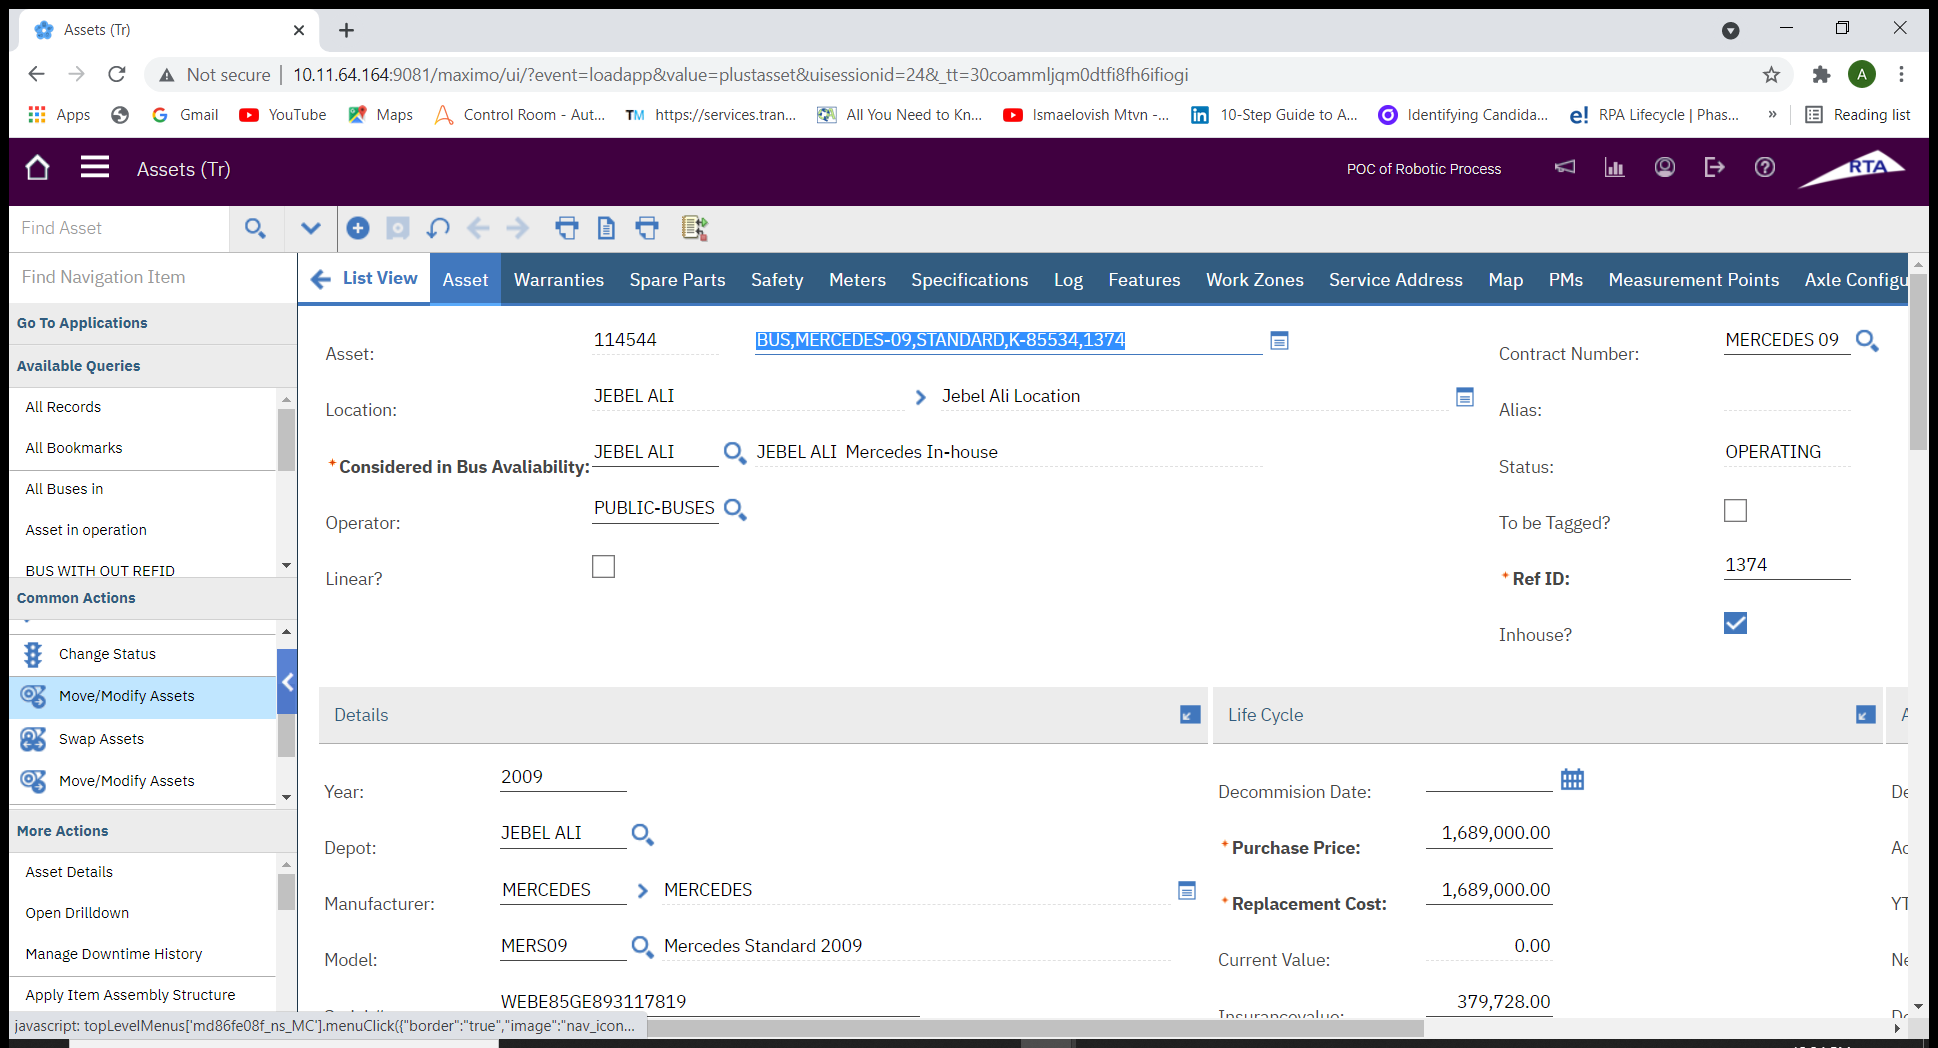 Assets (Tr)
Not secure | 10.11.64.164:9081/maximo/ui/?event=loadapp&value=plustasset&uisessionid=24&_tt=30coammljqm0dtfi8fh6ifiogi
A
Apps Gmail YouTube Maps Control Room - Aut... TM https://services.tran... All You Need to Kn... Ismaelovish Mtvn -... in 10-Step Guide to A... Identifying Candida... e! RPA Lifecycle | Phas... » Reading list
Assets (Tr) POC of Robotic Process RTA
Find Asset
Find Navigation Item
List View Asset Warranties Spare Parts Safety Meters Specifications Log Features Work Zones Service Address Map PMs Measurement Points Axle Configu
Go To Applications
Available Queries
All Records
All Bookmarks
All Buses in
Asset in operation
BUS WITH OUT REFID
Common Actions
Change Status
Move/Modify Assets
Swap Assets
Move/Modify Assets
More Actions
Asset Details
Open Drilldown
Manage Downtime History
Apply Item Assembly Structure
javascript: topLevelMenus['md86fe08f_ns_MC'].menuClick({"border":"true","image":"nav_icon...
Asset: 114544 BUS,MERCEDES-09,STANDARD,K-85534,1374
Location: JEBEL ALI Jebel Ali Location
* Considered in Bus Avaliability: JEBEL ALI JEBEL ALI Mercedes In-house
Operator: PUBLIC-BUSES
Linear?
Contract Number: MERCEDES 09
Alias:
Status: OPERATING
To be Tagged?
* Ref ID: 1374
Inhouse?
Details
Year: 2009
Depot: JEBEL ALI
Manufacturer: MERCEDES MERCEDES
Model: MERS09 Mercedes Standard 2009
WEBE85GE893117819
Life Cycle
Decommision Date:
* Purchase Price: 1,689,000.00
* Replacement Cost: 1,689,000.00
Current Value: 0.00
Insurancevalue: 379,728.00
A
De
Ac
YT
Ne